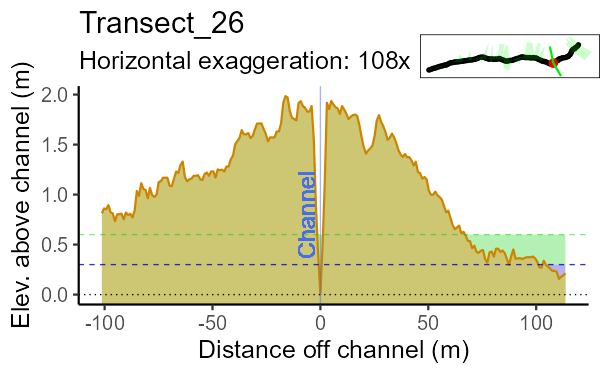 Transect_26
Horizontal exaggeration: 108x
Elev. above channel (m)
2.0
1.5
1.0
0.5
0.0
Channel
-100
-50
0
50
100
Distance off channel (m)